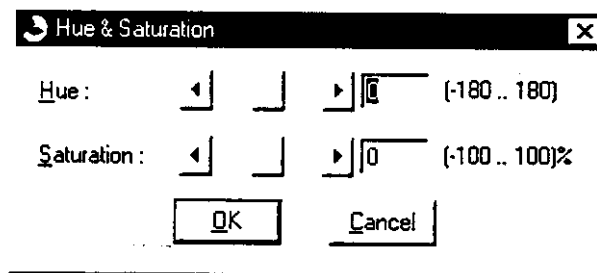 Hue & Saturation
Hue : 0 (-180 .. 180)
Saturation : 0 (-100 .. 100)%
OK Cancel